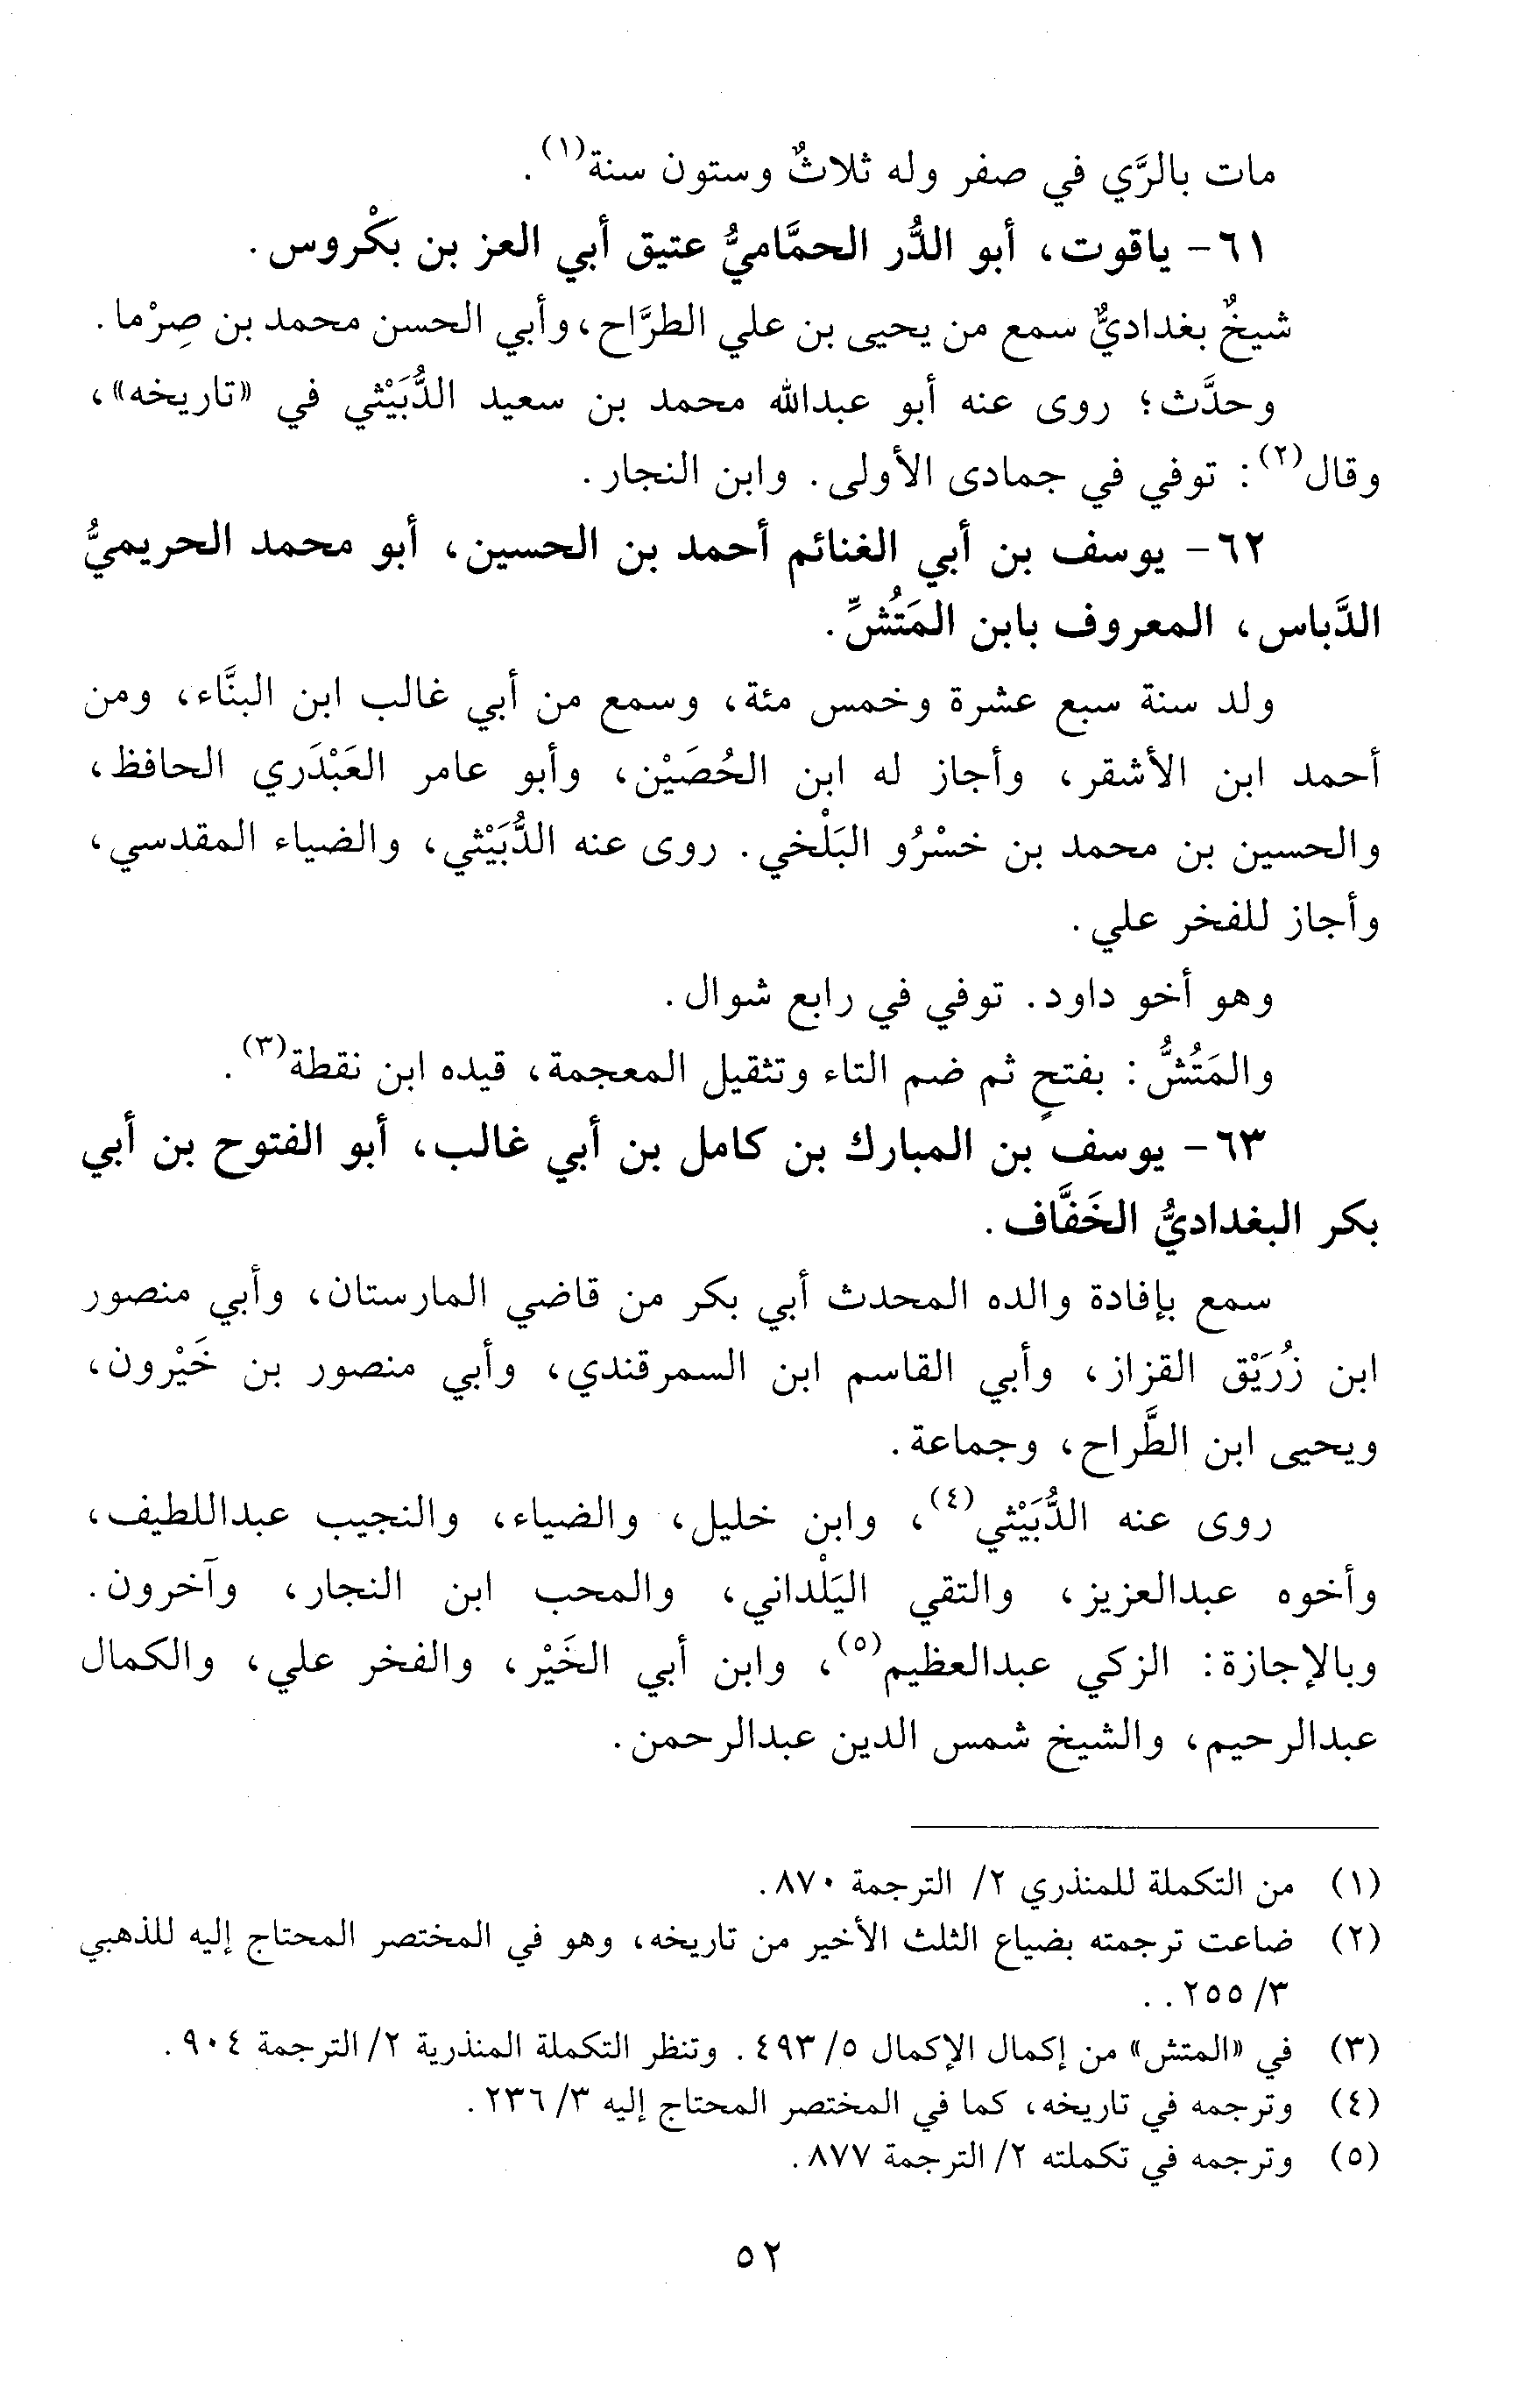 مات بالرَّي في صفر وله ثلاثٌ وستون سنة(١).
٦١- ياقوت، أبو الدُّر الحمَّاميُّ عتيق أبي العز بن بكْروس.
شيخٌ بغداديٌّ سمع من يحيى بن علي الطرَّاح، وأبي الحسن محمد بن صِرْما.
وحدَّث؛ روى عنه أبو عبدالله محمد بن سعيد الدُّبَيْثي في «تاريخه»،
وقال(٢): توفي في جمادى الأولى. وابن النجار.
٦٢- يوسف بن أبي الغنائم أحمد بن الحسين، أبو محمد الحريميُّ
الدَّباس، المعروف بابن المَتُشِّ.
ولد سنة سبع عشرة وخمس مئة، وسمع من أبي غالب ابن البنَّاء، ومن
أحمد ابن الأشقر، وأجاز له ابن الحُصَيْن، وأبو عامر العَبْدَري الحافظ،
والحسين بن محمد بن خسْرُو البَلْخي. روى عنه الدُّبَيْثي، والضياء المقدسي،
وأجاز للفخر علي.
وهو أخو داود. توفي في رابع شوال.
والمَتُشُّ: بفتحٍ ثم ضم التاء وتثقيل المعجمة، قيده ابن نقطة(٣).
٦٣- يوسف بن المبارك بن كامل بن أبي غالب، أبو الفتوح بن أبي
بكر البغداديُّ الخَفَّاف.
سمع بإفادة والده المحدث أبي بكر من قاضي المارستان، وأبي منصور
ابن زُرَيْق القزاز، وأبي القاسم ابن السمرقندي، وأبي منصور بن خَيْرون،
ويحيى ابن الطَّراح، وجماعة.
روى عنه الدُّبَيْثي(٤)، وابن خليل، والضياء، والنجيب عبداللطيف،
وأخوه عبدالعزيز، والتقي اليَلْداني، والمحب ابن النجار، وآخرون.
وبالإجازة: الزكي عبدالعظيم(٥)، وابن أبي الخَيْر، والفخر علي، والكمال
عبدالرحيم، والشيخ شمس الدين عبدالرحمن.
(١) من التكملة للمنذري ٢/ الترجمة ٨٧٠.
(٢) ضاعت ترجمته بضياع الثلث الأخير من تاريخه، وهو في المختصر المحتاج إليه للذهبي
٣/ ٢٥٥..
(٣) في «المتش» من إكمال الإكمال ٥/ ٤٩٣. وتنظر التكملة المنذرية ٢/ الترجمة ٩٠٤.
(٤) وترجمه في تاريخه، كما في المختصر المحتاج إليه ٣/ ٢٣٦.
(٥) وترجمه في تكملته ٢/ الترجمة ٨٧٧.
٥٢